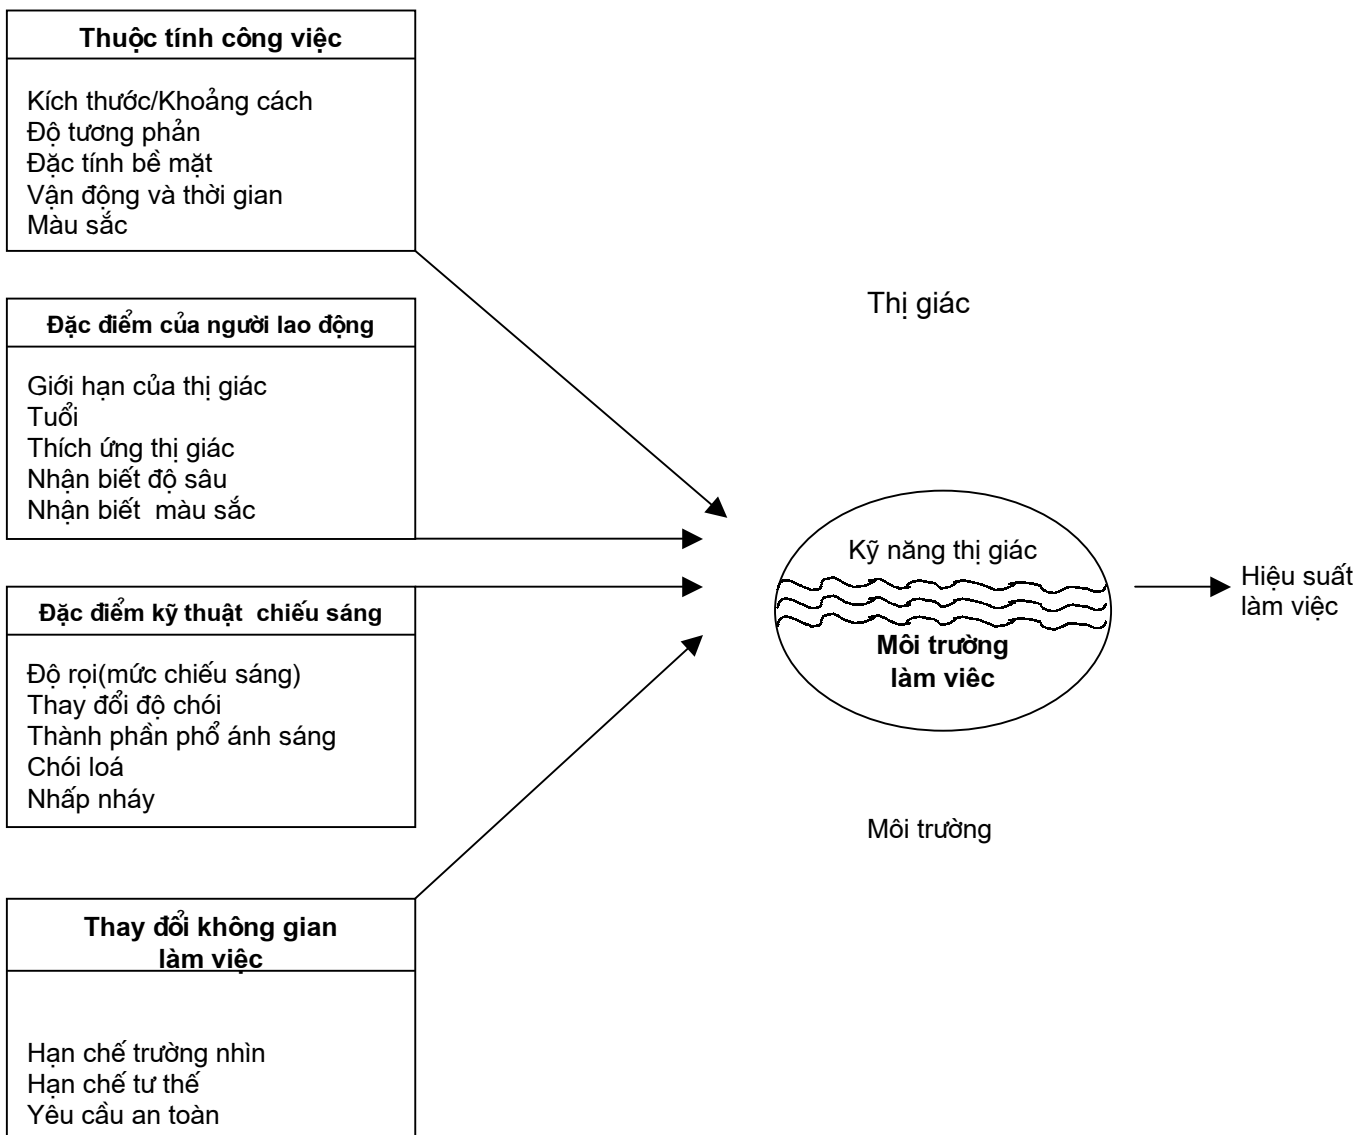 Thuộc tính công việc
Kích thước/Khoảng cách
Độ tương phản
Đặc tính bề mặt
Vận động và thời gian
Màu sắc
Đặc điểm của người lao động
Giới hạn của thị giác
Tuổi
Thích ứng thị giác
Nhận biết độ sâu
Nhận biết màu sắc
Đặc điểm kỹ thuật chiếu sáng
Độ rọi(mức chiếu sáng)
Thay đổi độ chói
Thành phần phổ ánh sáng
Chói loá
Nhấp nháy
Thay đổi không gian
làm việc
Hạn chế trường nhìn
Hạn chế tư thế
Yêu cầu an toàn
Thị giác
Kỹ năng thị giác
Môi trường
làm viêc
Môi trường
Hiệu suất
làm việc